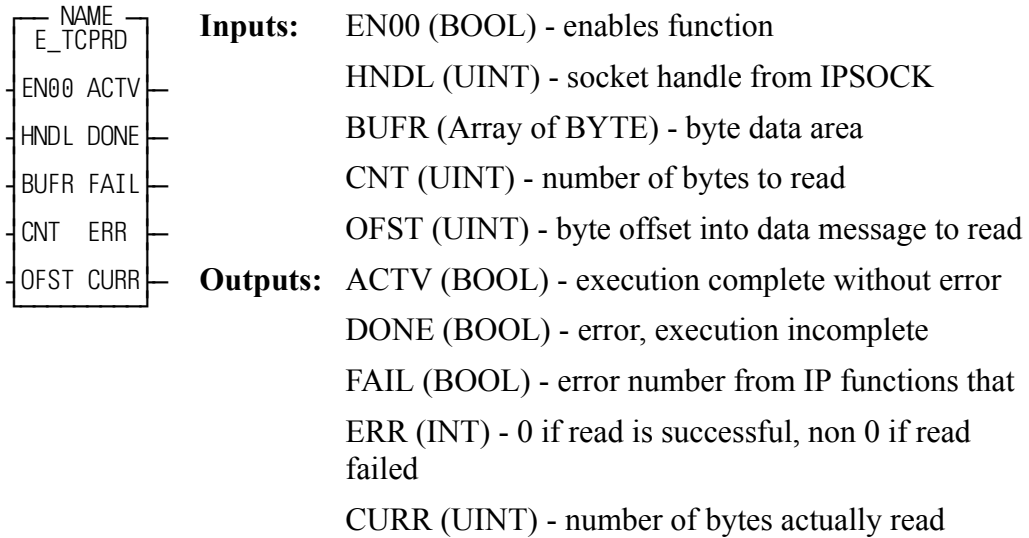 NAME
E_TCPRD
EN00 ACTV
HNDL DONE
BUFR FAIL
CNT ERR
OFST CURR
Inputs: EN00 (BOOL) - enables function
HNDL (UINT) - socket handle from IPSOCK
BUFR (Array of BYTE) - byte data area
CNT (UINT) - number of bytes to read
OFST (UINT) - byte offset into data message to read
Outputs: ACTV (BOOL) - execution complete without error
DONE (BOOL) - error, execution incomplete
FAIL (BOOL) - error number from IP functions that
ERR (INT) - 0 if read is successful, non 0 if read
failed
CURR (UINT) - number of bytes actually read